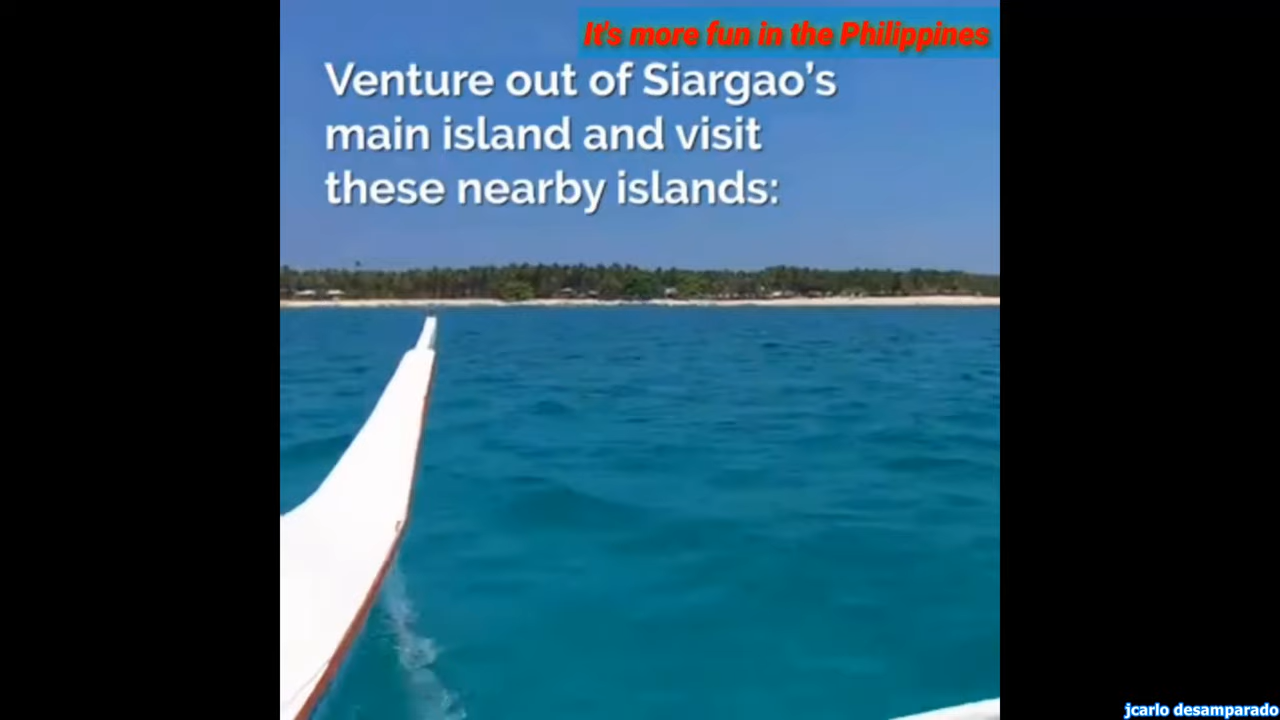 It's more fun in the Philippines
Venture out of Siargao’s
main island and visit
these nearby islands:
jcarlo desamparado